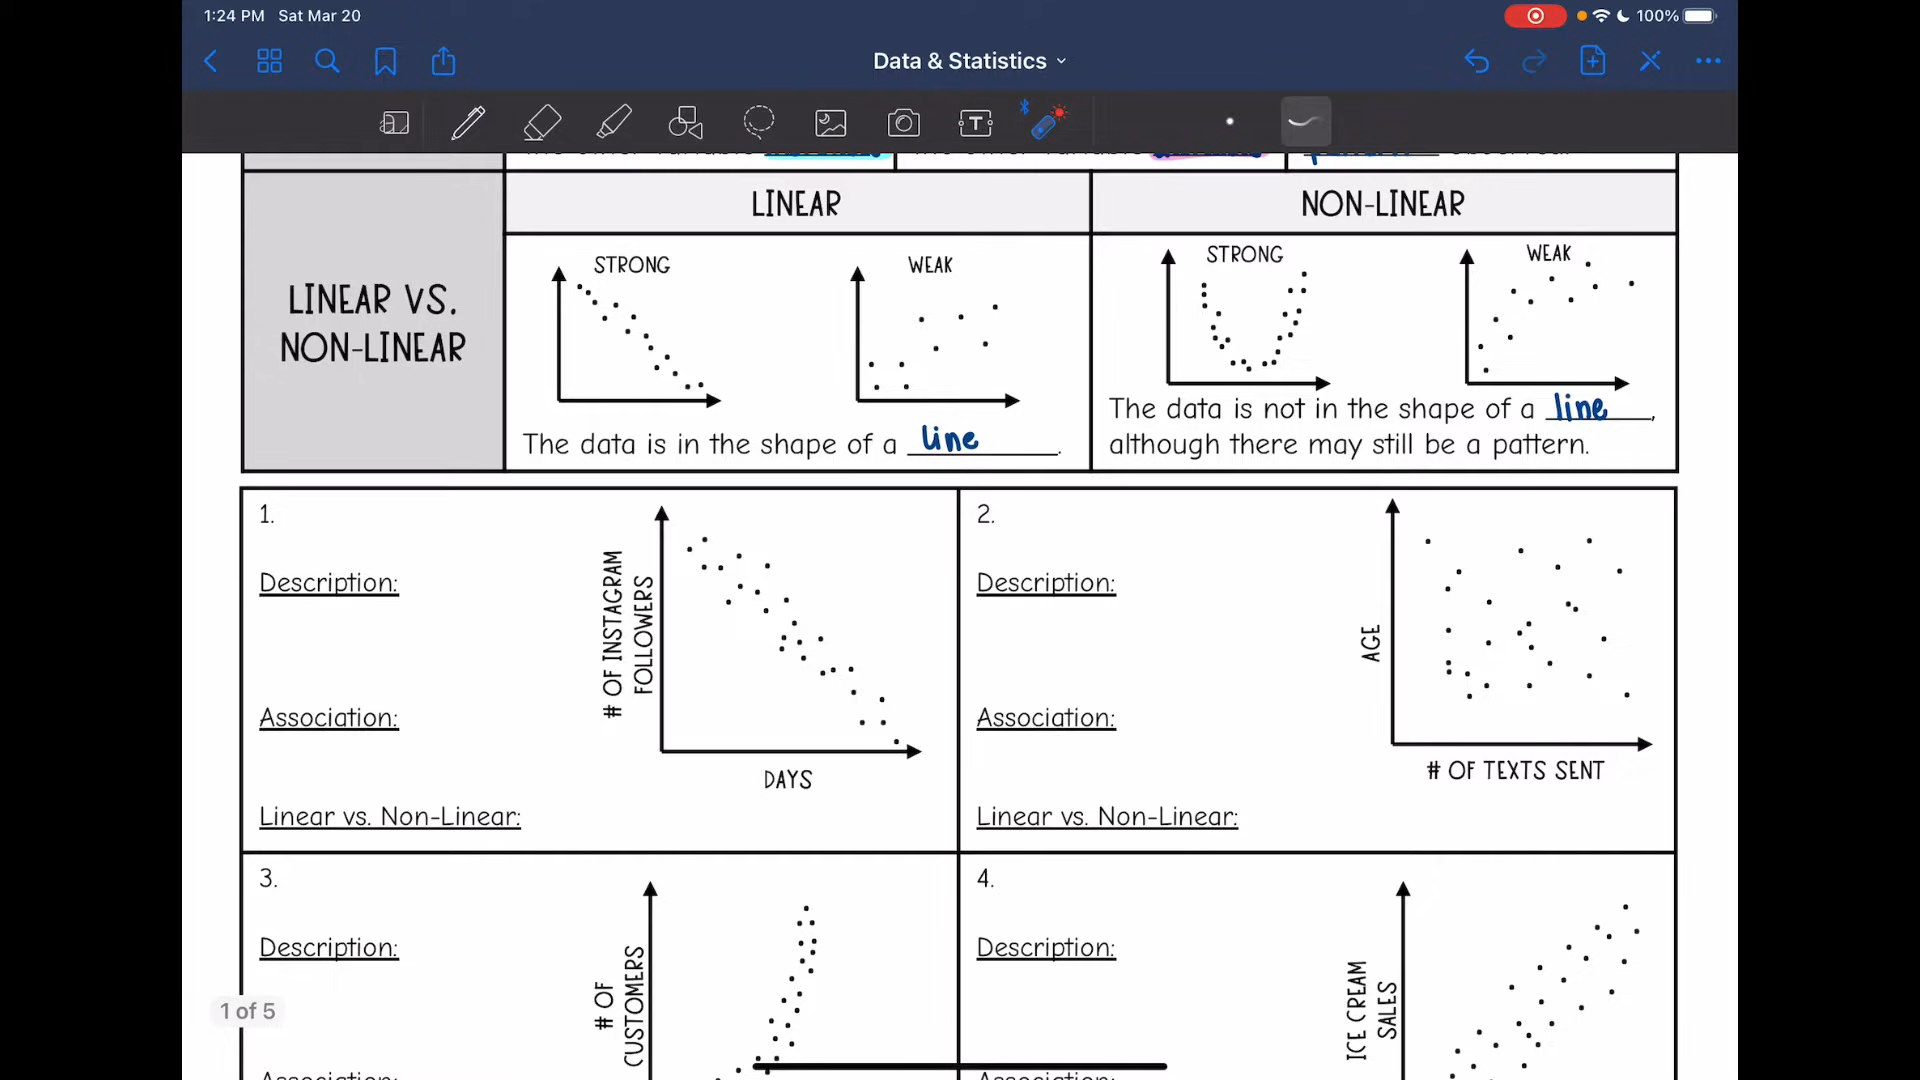 1:24 PM Sat Mar 20
100%
Data & Statistics
T
LINEAR VS.
NON-LINEAR
LINEAR
NON-LINEAR
STRONG
WEAK
The data is in the shape of a line.
STRONG
WEAK
The data is not in the shape of a line,
although there may still be a pattern.
1.
Description:
Association:
Linear vs. Non-Linear:
# OF INSTAGRAM
FOLLOWERS
DAYS
2.
Description:
Association:
Linear vs. Non-Linear:
AGE
# OF TEXTS SENT
3.
Description:
# OF
CUSTOMERS
Association:
4.
Description:
ICE CREAM
SALES
Association:
1 of 5